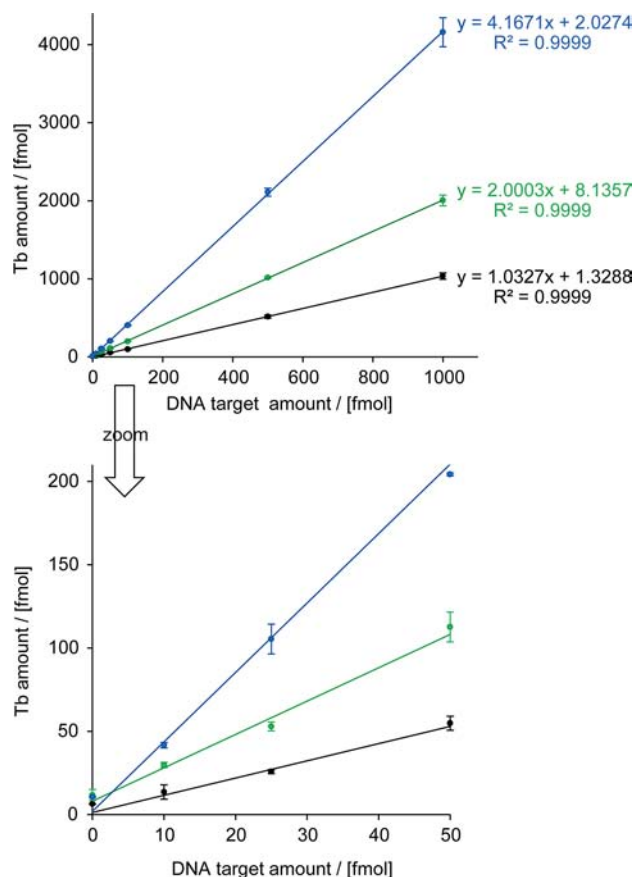 4000
3000
2000
1000
0
Tb amount / [fmol]
y = 4.1671x + 2.0274
R² = 0.9999
y = 2.0003x + 8.1357
R² = 0.9999
y = 1.0327x + 1.3288
R² = 0.9999
0 200 400 600 800 1000
DNA target amount / [fmol]
zoom
200
150
100
50
0
Tb amount / [fmol]
0 10 20 30 40 50
DNA target amount / [fmol]